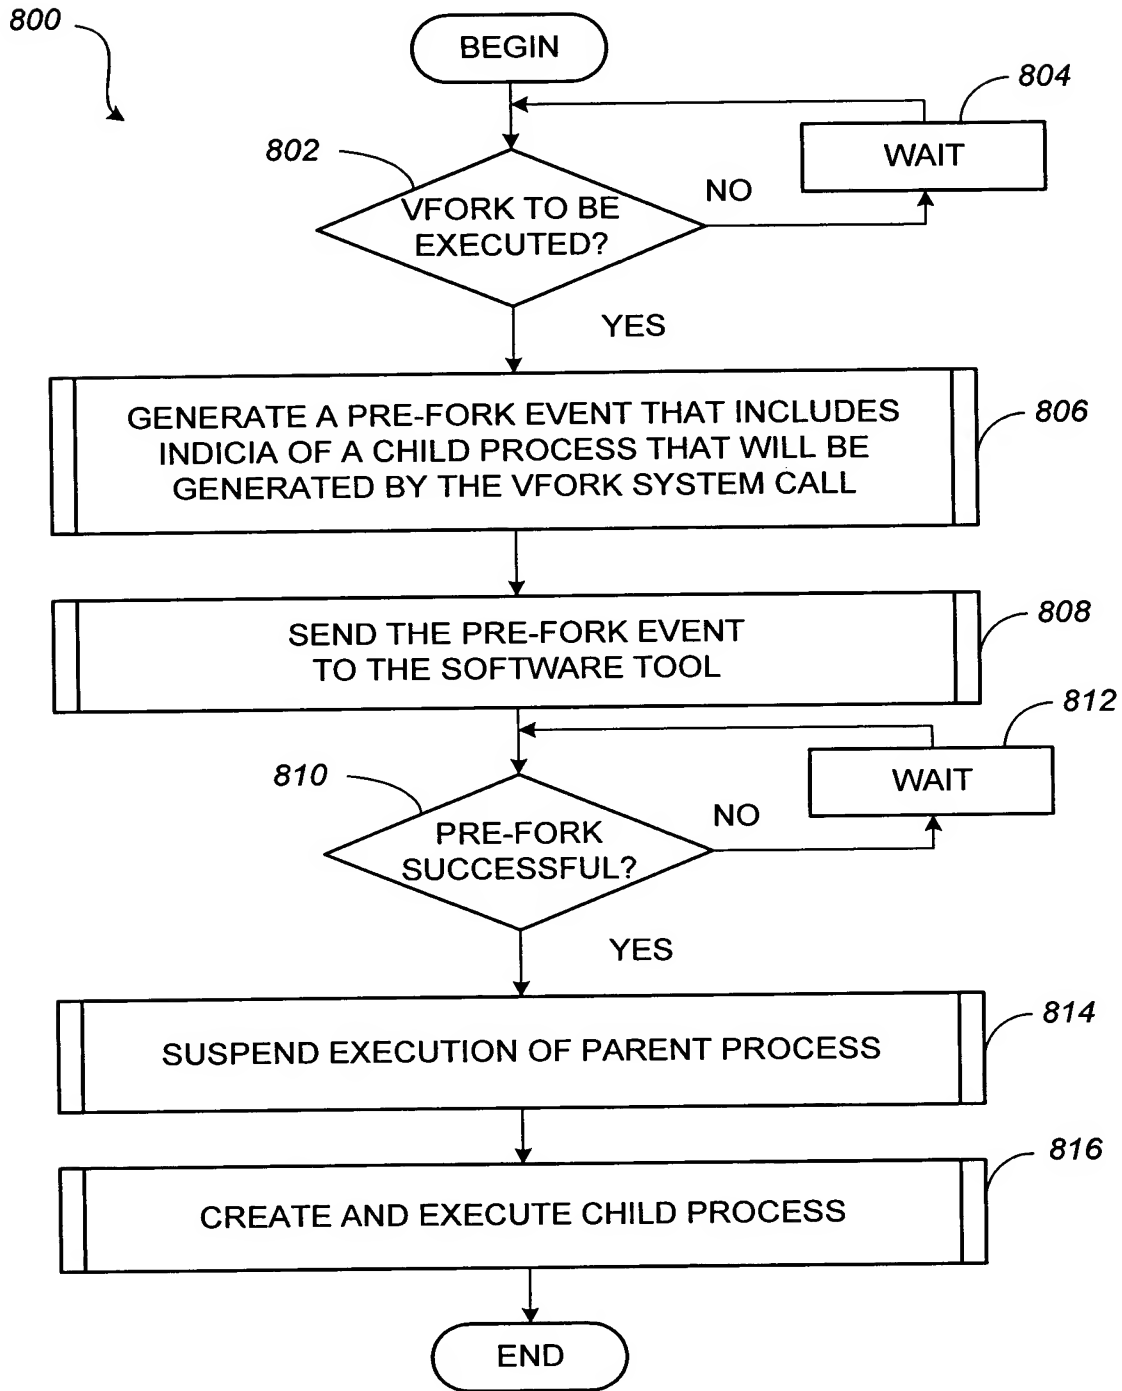 800
BEGIN
804
WAIT
802
VFORK TO BE
EXECUTED?
NO
YES
GENERATE A PRE-FORK EVENT THAT INCLUDES
INDICIA OF A CHILD PROCESS THAT WILL BE
GENERATED BY THE VFORK SYSTEM CALL
806
SEND THE PRE-FORK EVENT
TO THE SOFTWARE TOOL
808
812
WAIT
810
PRE-FORK
SUCCESSFUL?
NO
YES
SUSPEND EXECUTION OF PARENT PROCESS
814
CREATE AND EXECUTE CHILD PROCESS
816
END